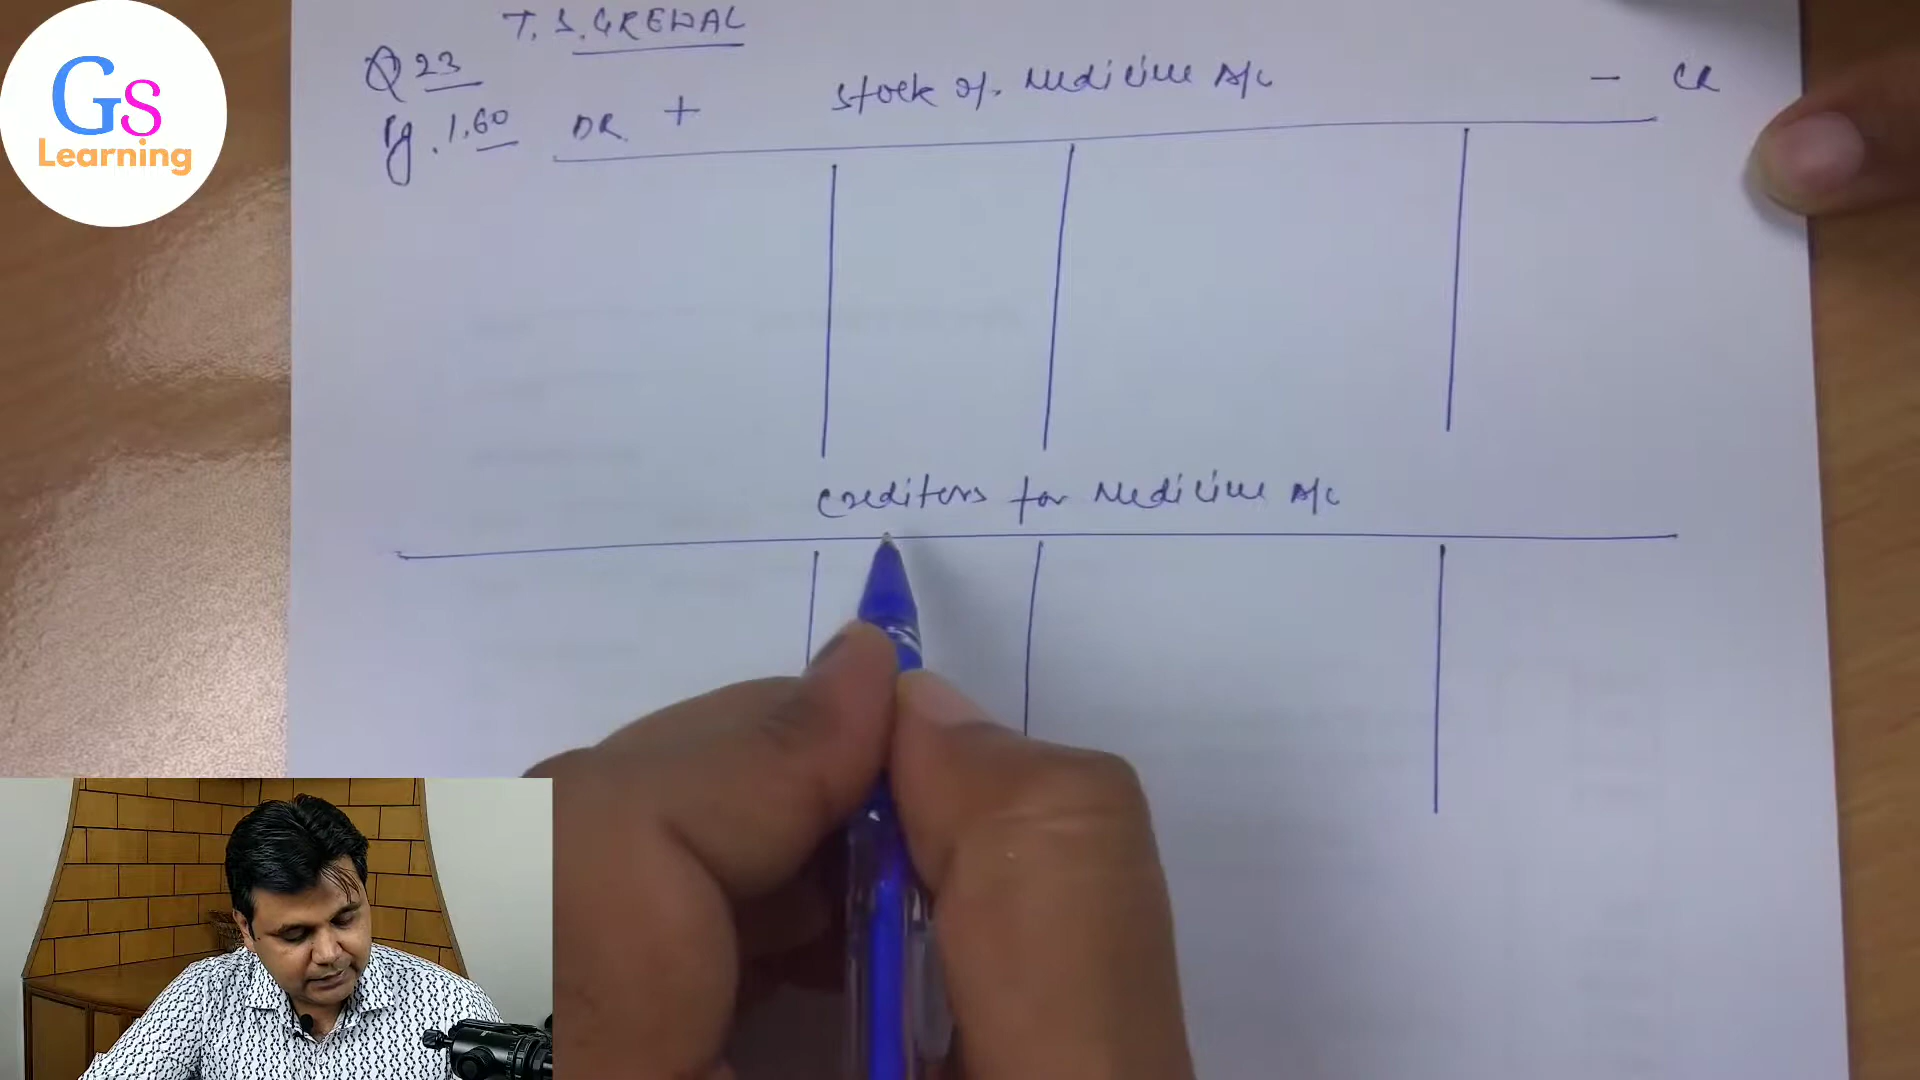 GS
Learning
T. S. GREWAL
Q 23
Pg. 1.60
DR. + Stock of Medicine A/c - CR
Creditors for Medicine A/c